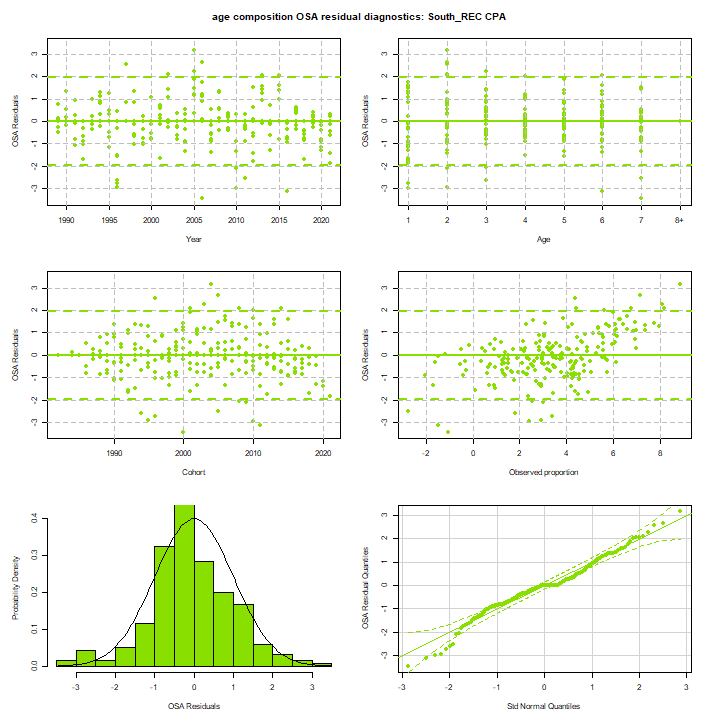 age composition OSA residual diagnostics: South_REC CPA
OSA Residuals
3
2
1
0
-1
-2
-3
1990 1995 2000 2005 2010 2015 2020
Year
OSA Residuals
3
2
1
0
-1
-2
-3
1 2 3 4 5 6 7 8+
Age
OSA Residuals
3
2
1
0
-1
-2
-3
1990 2000 2010 2020
Cohort
OSA Residuals
3
2
1
0
-1
-2
-3
-2 0 2 4 6 8
Observed proportion
Probability Density
0.4
0.3
0.2
0.1
0.0
-3 -2 -1 0 1 2 3
OSA Residuals
OSA Residual Quantiles
3
2
1
0
-1
-2
-3
-3 -2 -1 0 1 2 3
Std Normal Quantiles